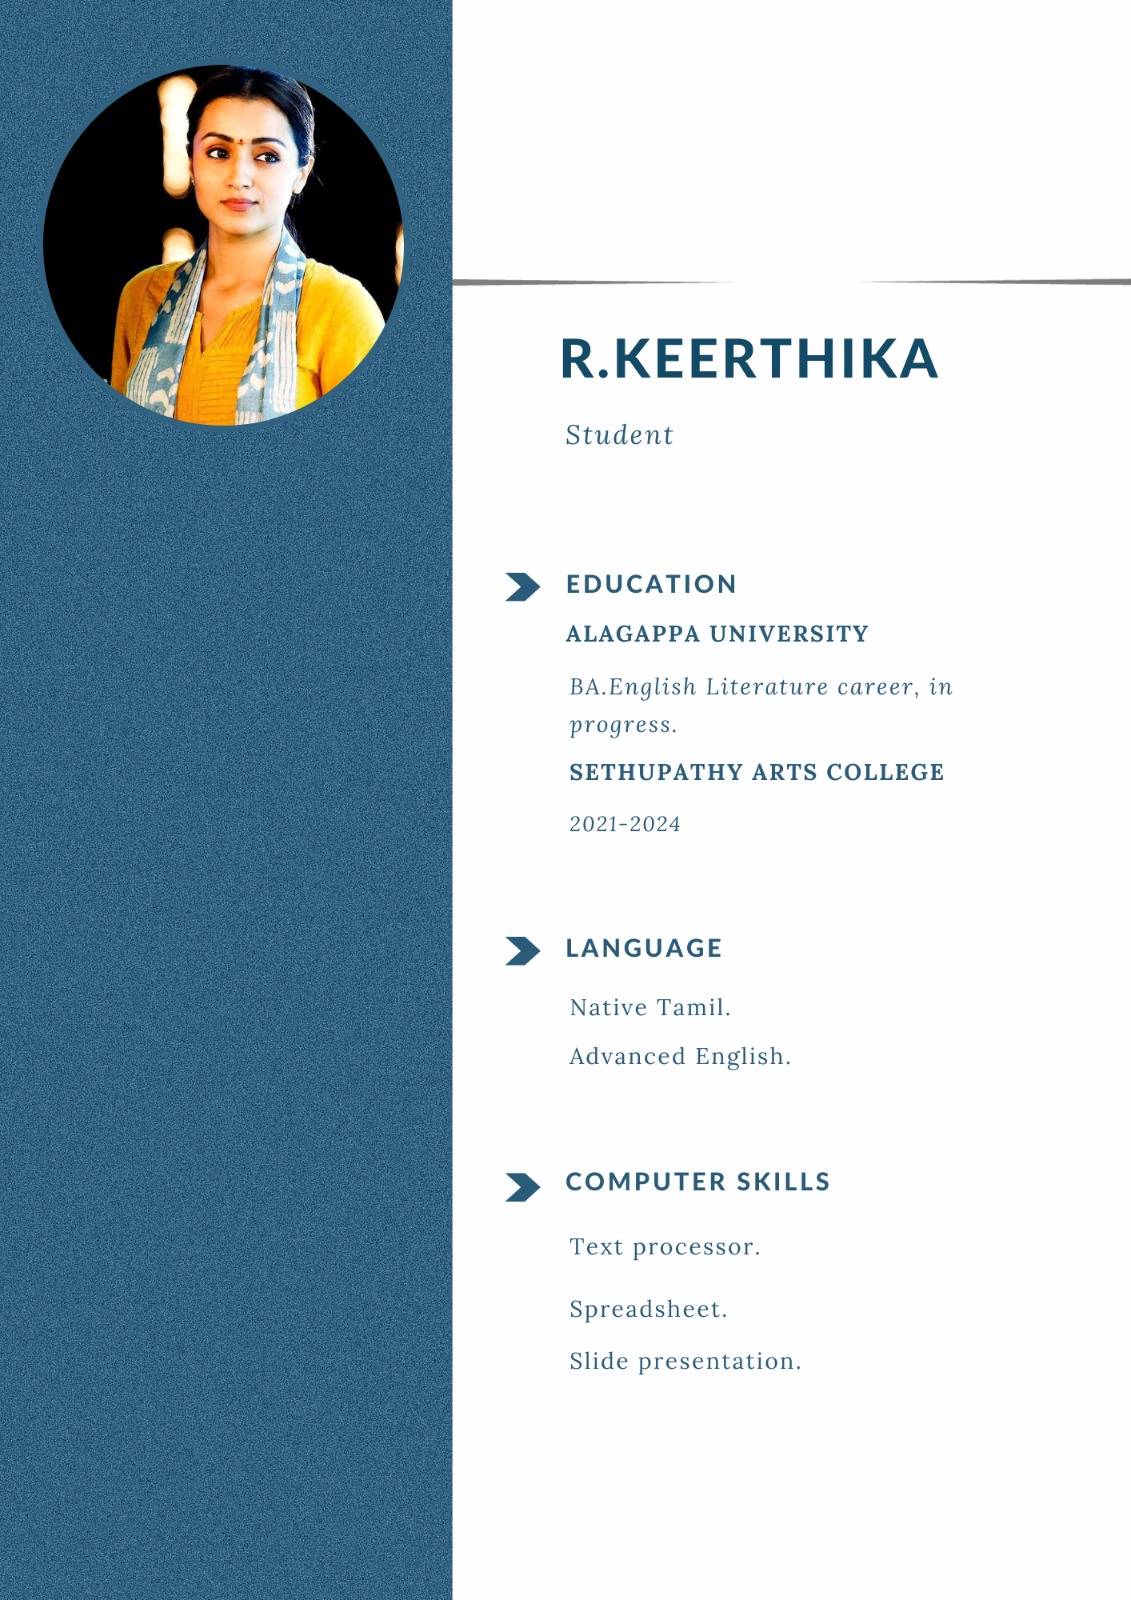 R.KEERTHIKA
Student
EDUCATION
ALAGAPPA UNIVERSITY
BA.English Literature career, in
progress.
SETHUPATHY ARTS COLLEGE
2021-2024
LANGUAGE
Native Tamil.
Advanced English.
COMPUTER SKILLS
Text processor.
Spreadsheet.
Slide presentation.